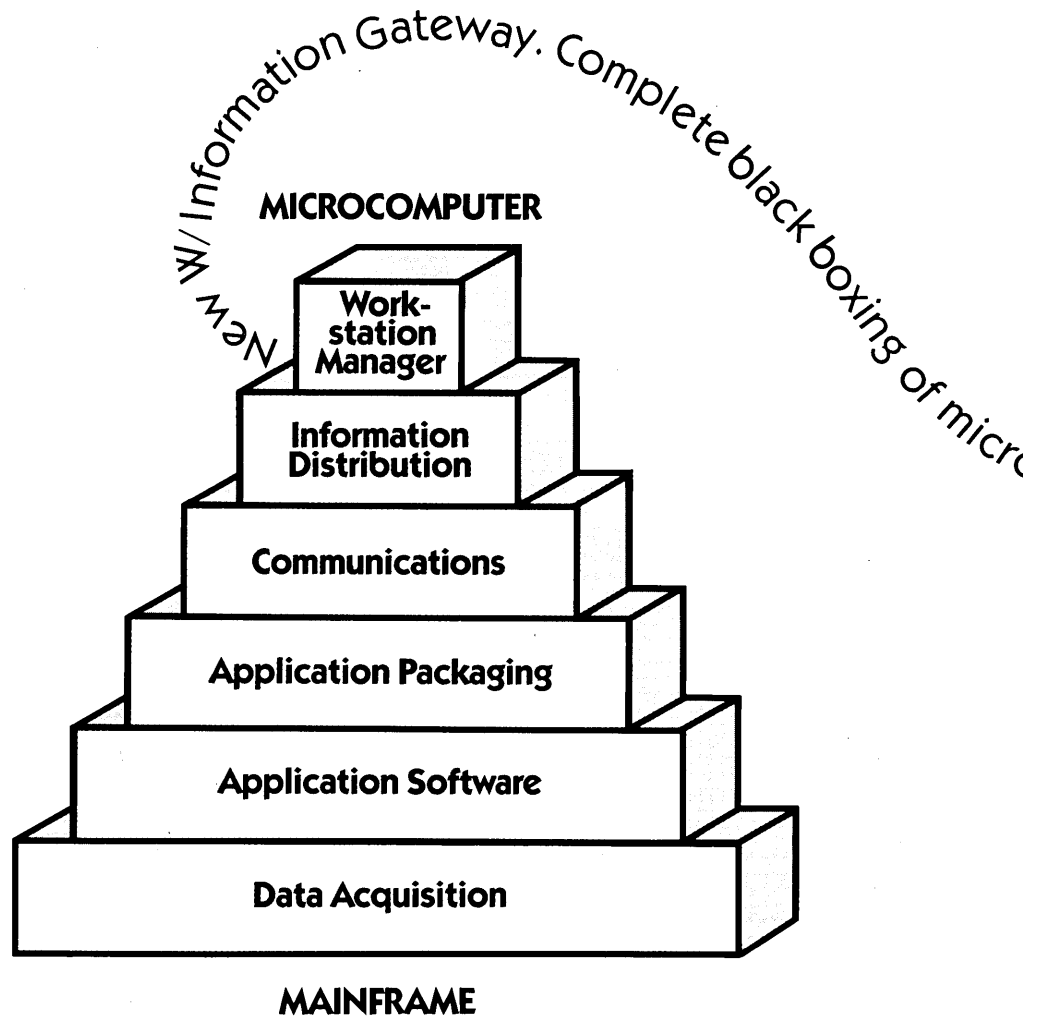 New W/ Information Gateway. Complete black boxing of micro
MICROCOMPUTER
Work-
station
Manager
Information
Distribution
Communications
Application Packaging
Application Software
Data Acquisition
MAINFRAME